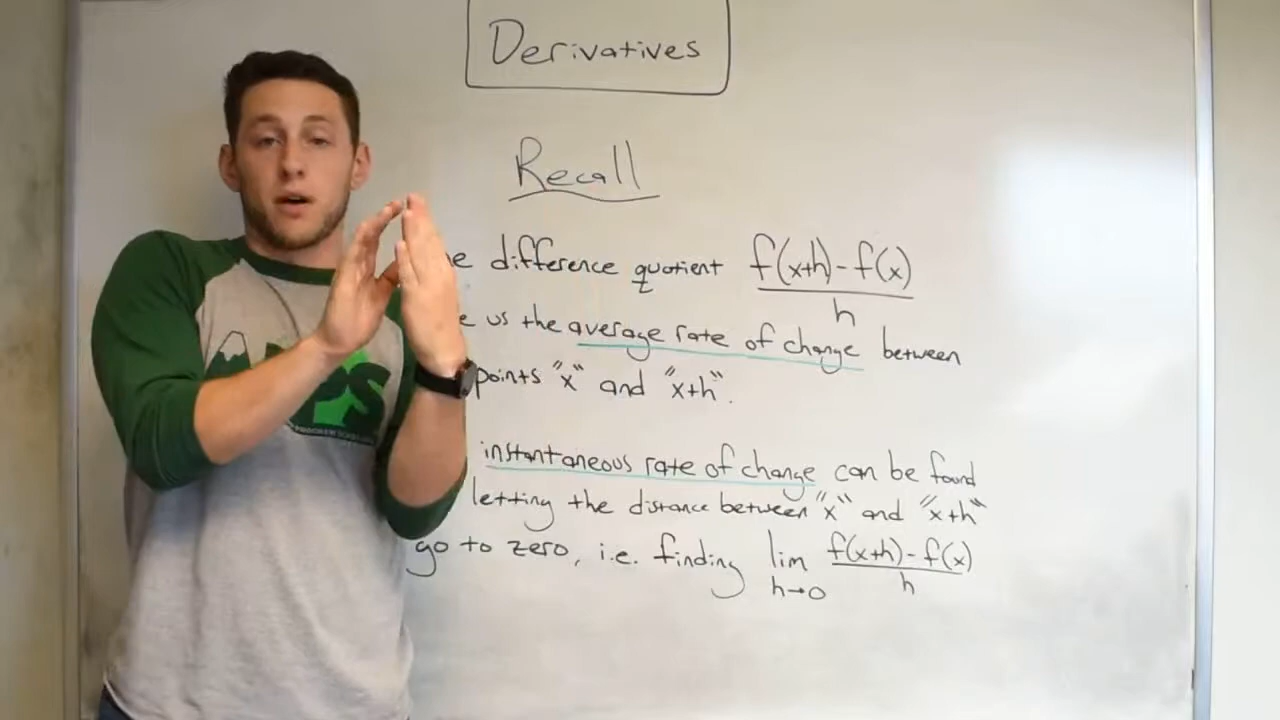 Derivatives
Recall
e difference quotient f(x+h)-f(x)/h
e us the average rate of change between
points "x" and "x+h".
instantaneous rate of change can be found
letting the distance between "x" and "x+h"
go to zero, i.e. finding lim h→0 f(x+h)-f(x)/h